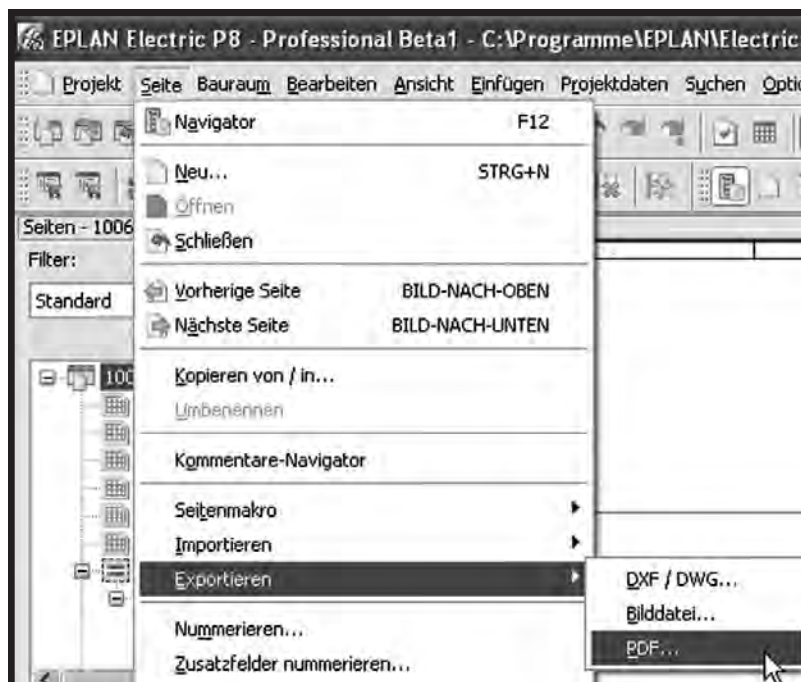 EPLAN Electric P8 - Professional Beta1 - C:\Programme\EPLAN\Electric
Projekt Seite Bauraum Bearbeiten Ansicht Einfügen Projektdaten Suchen
Navigator F12
Neu... STRG+N
Öffnen
Seiten - 1006
Schließen
Filter:
Standard
Vorherige Seite BILD-NACH-OBEN
Nächste Seite BILD-NACH-UNTEN
Kopieren von / in...
Umbenennen
Kommentare-Navigator
Seitenmakro
Importieren
Exportieren
DXF / DWG...
Bilddatei...
PDF...
Nummerieren...
Zusatzfelder nummerieren...